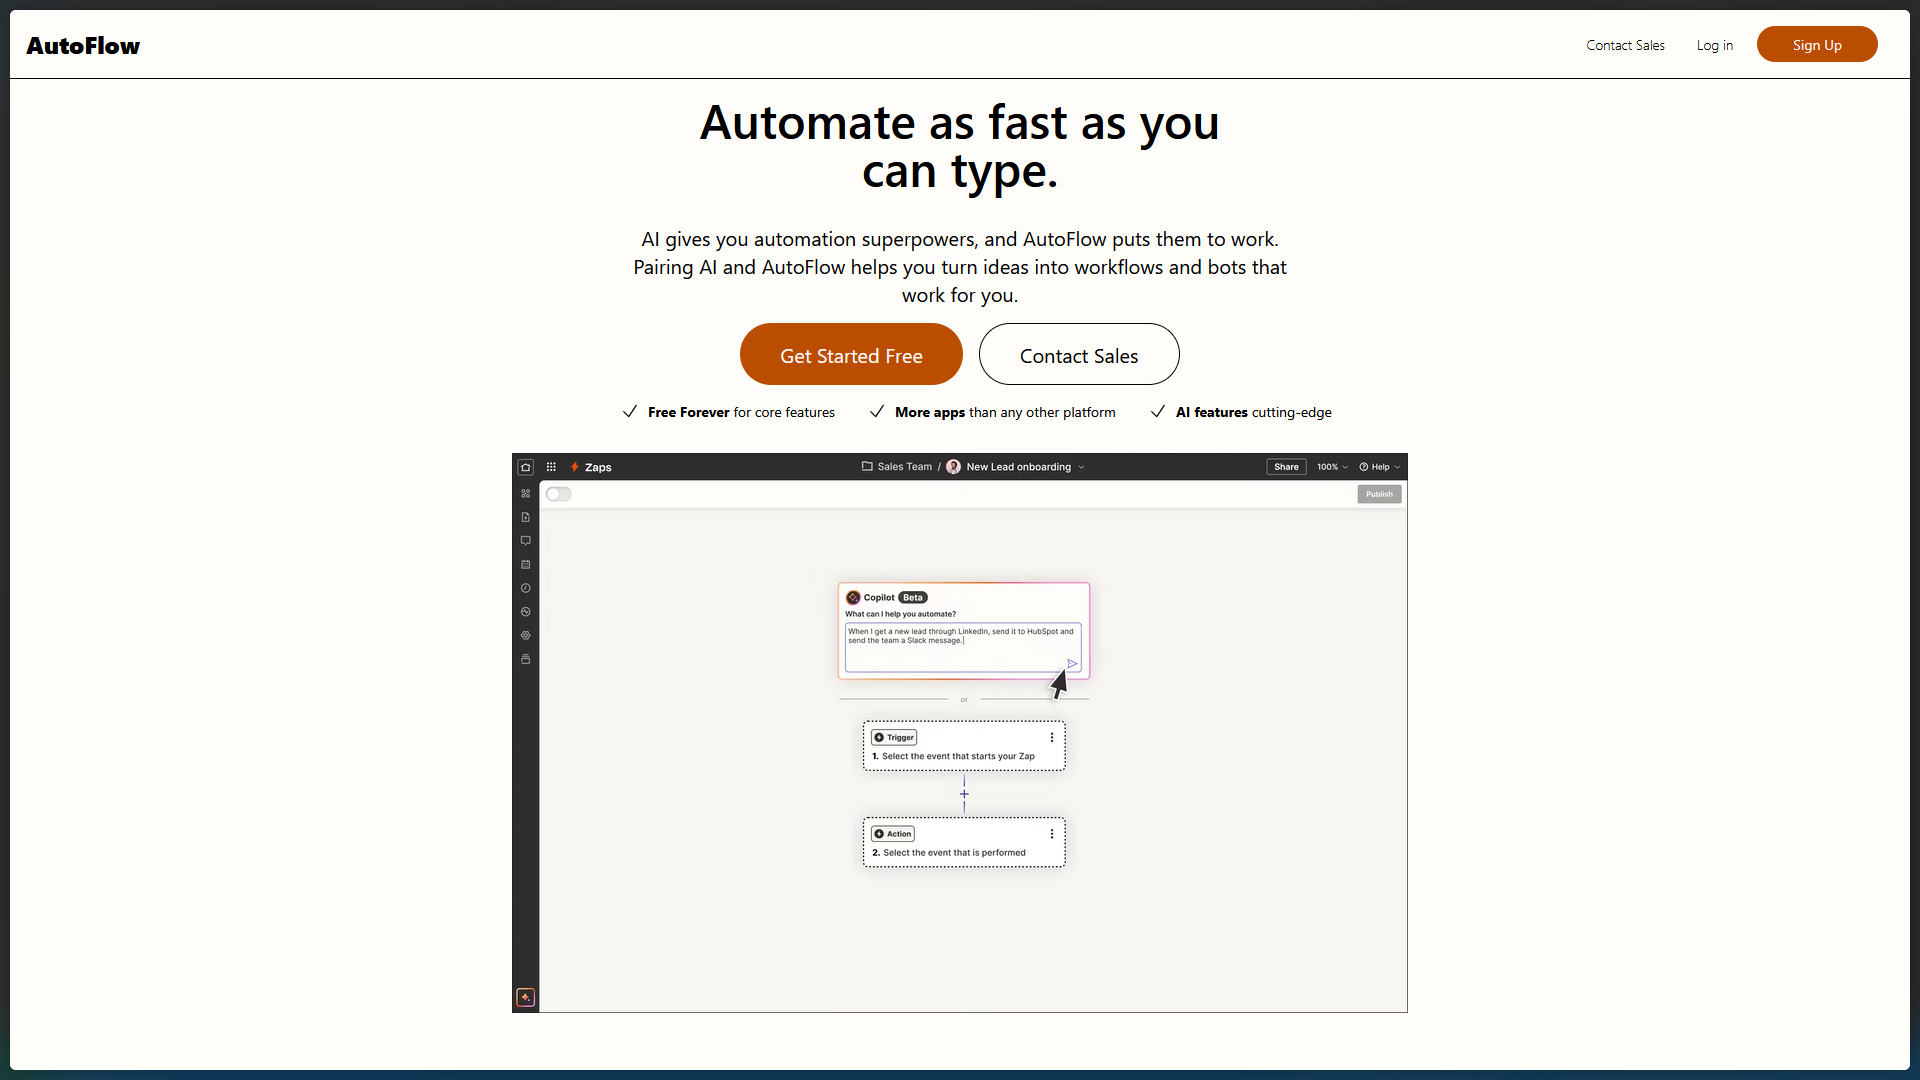 AutoFlow
Contact Sales
Log in
Sign Up
Automate as fast as you
can type.
AI gives you automation superpowers, and AutoFlow puts them to work.
Pairing AI and AutoFlow helps you turn ideas into workflows and bots that
work for you.
Get Started Free
Contact Sales
Free Forever for core features
More apps than any other platform
AI features cutting-edge
Zaps
Sales Team / New Lead onboarding
Share
100%
Help
Publish
Copilot Beta
What can I help you automate?
When I get a new lead through LinkedIn, send it to HubSpot and
send the team a Slack message.
or
Trigger
1. Select the event that starts your Zap
Action
2. Select the event that is performed